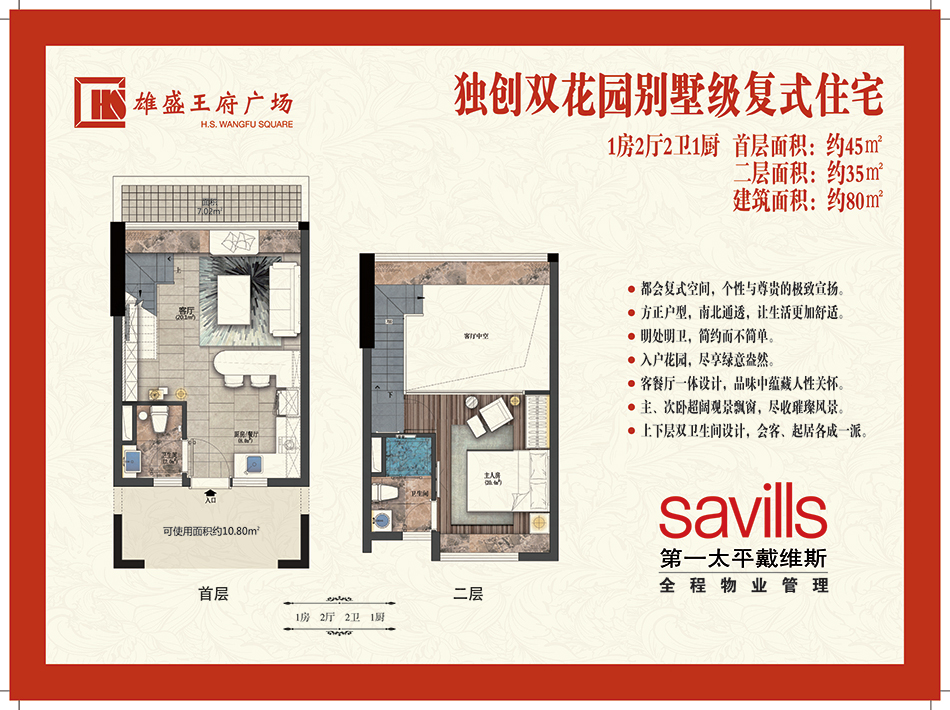 雄盛王府广场
H.S. WANGFU SQUARE
独创双花园别墅级复式住宅
1房2厅2卫1厨 首层面积：约45㎡
二层面积：约35㎡
建筑面积：约80㎡
面积
7.02m²
上
客厅
(20.1m²)
厨房/餐厅
(8.8m²)
卫生间
入口
可使用面积约10.80m²
首层
客厅中空
下
主人房
卫生间
二层
1房 2厅 2卫 1厨
都会复式空间，个性与尊贵的极致宣扬。
方正户型，南北通透，让生活更加舒适。
明处明卫，简约而不简单。
入户花园，尽享绿意盎然。
客餐厅一体设计，品味中蕴藏人性关怀。
主、次卧超阔观景飘窗，尽收璀璨风景。
上下层双卫生间设计，会客、起居各成一派。
savills
第一太平戴维斯
全程物业管理